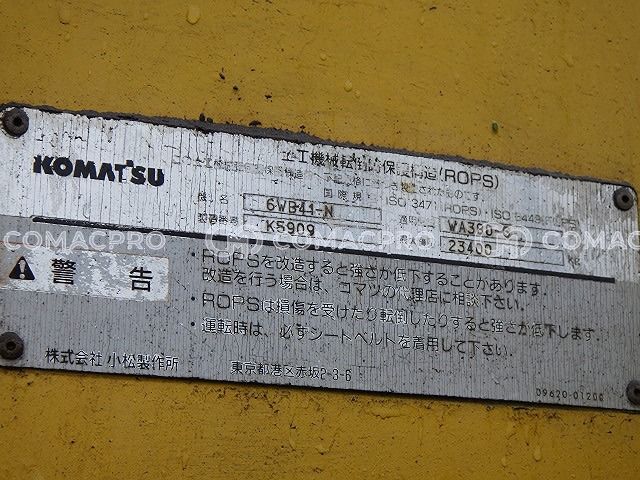 土工機械転倒時保護構造(ROPS)
KOMATSU
ISO 3471(ROPS)・ISO 3449
機種名 6WB41-N WA380-6
K5909 23400 kg
COMACPRO COMACPRO COMACPRO
警告
・ROPSを改造すると強さが低下することがあります.
改造を行う場合は、コマツの代理店に相談下さい.
・ROPSは損傷を受けたり転倒したりすると強さが低下します.
・運転時は、必ずシートベルトを着用して下さい.
株式会社 小松製作所 東京都港区赤坂2-3-6
09620-01200